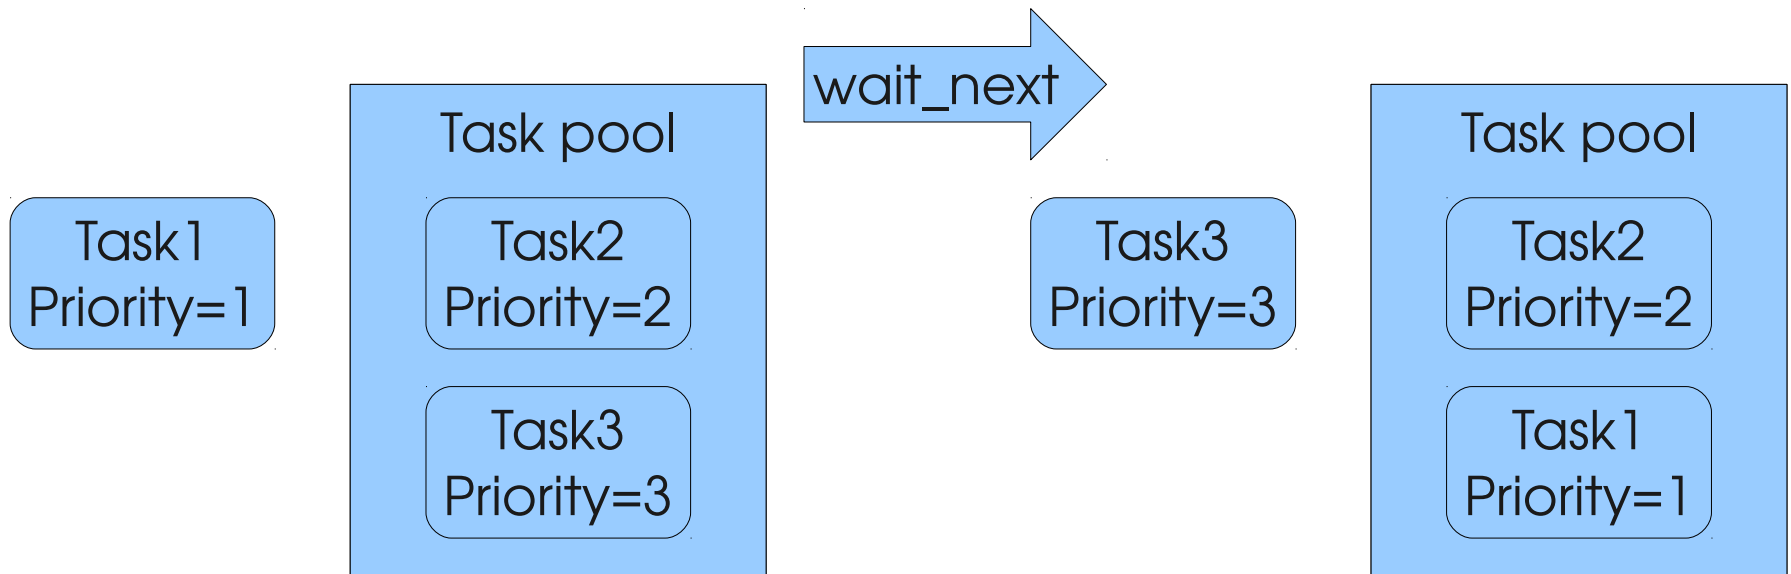 Task1
Priority=1
Task pool
Task2
Priority=2
Task3
Priority=3
wait_next
Task3
Priority=3
Task pool
Task2
Priority=2
Task1
Priority=1